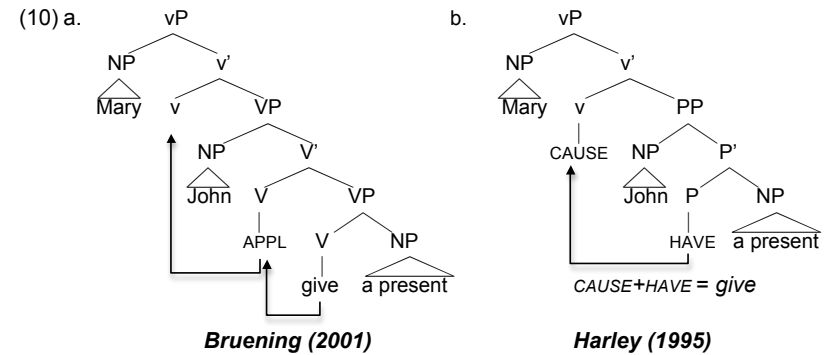 (10) a. vP b. vP
NP v' NP v'
Mary v VP Mary v PP
NP V' CAUSE NP P'
John V VP John P NP
APPL V NP HAVE a present
give a present CAUSE+HAVE = give
Bruening (2001) Harley (1995)